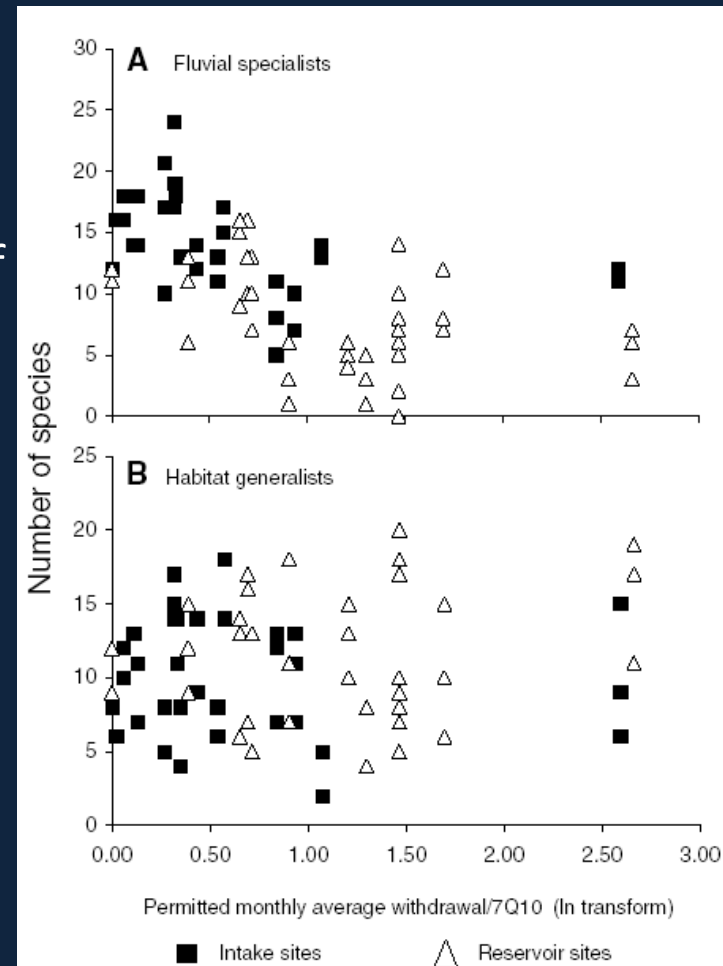 A Fluvial specialists
30
25
20
15
10
5
0
Number of species
B Habitat generalists
25
20
15
10
5
0
0.00 0.50 1.00 1.50 2.00 2.50 3.00
Permitted monthly average withdrawal/7Q10 (ln transform)
Intake sites Reservoir sites